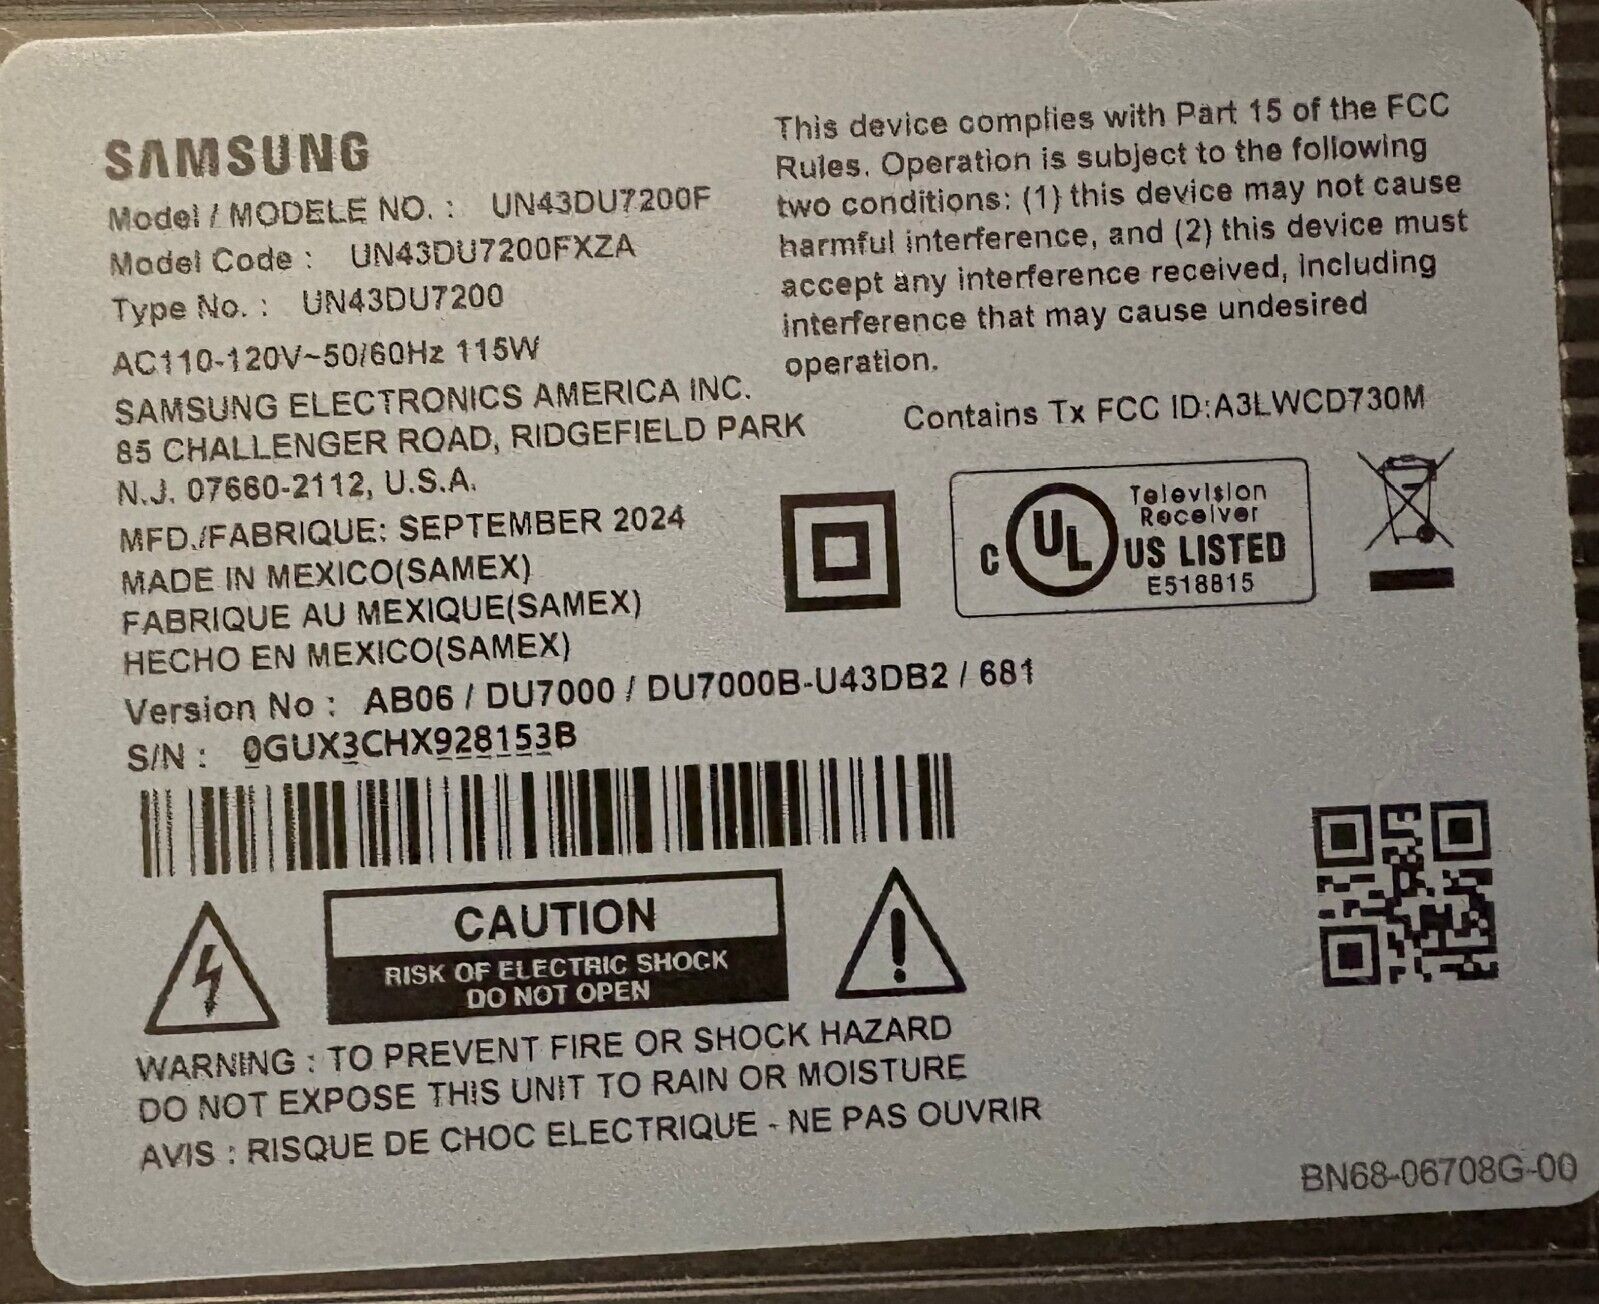 SAMSUNG
Model / MODELE NO. : UN43DU7200F
Model Code : UN43DU7200FXZA
Type No. : UN43DU7200
AC110-120V~50/60Hz 115W
SAMSUNG ELECTRONICS AMERICA INC.
85 CHALLENGER ROAD, RIDGEFIELD PARK
N.J. 07660-2112, U.S.A.
MFD./FABRIQUE: SEPTEMBER 2024
MADE IN MEXICO(SAMEX)
FABRIQUE AU MEXIQUE(SAMEX)
HECHO EN MEXICO(SAMEX)
Version No : AB06 / DU7000 / DU7000B-U43DB2 / 681
S/N : 0GUX3CHX928153B
This device complies with Part 15 of the FCC
Rules. Operation is subject to the following
two conditions: (1) this device may not cause
harmful interference, and (2) this device must
accept any interference received, including
interference that may cause undesired
operation.
Contains Tx FCC ID:A3LWCD730M
Television
Receiver
C UL US LISTED
E518815
CAUTION
RISK OF ELECTRIC SHOCK
DO NOT OPEN
WARNING : TO PREVENT FIRE OR SHOCK HAZARD
DO NOT EXPOSE THIS UNIT TO RAIN OR MOISTURE
AVIS : RISQUE DE CHOC ELECTRIQUE - NE PAS OUVRIR
BN68-06708G-00